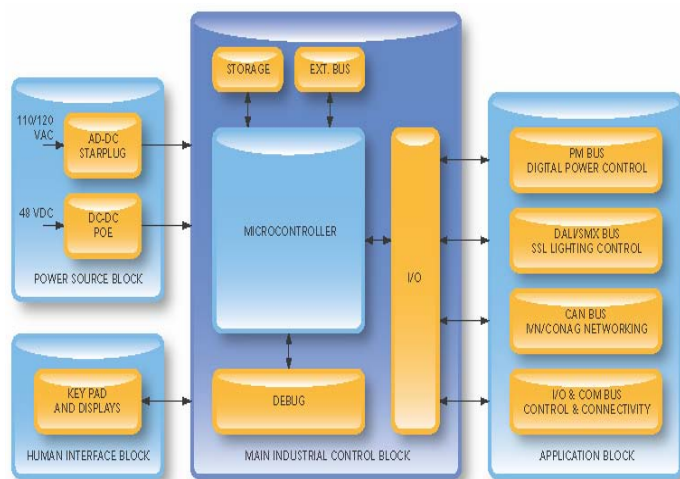 110/120
VAC
AD-DC
STARPLUG
48 VDC
DC-DC
POE
POWER SOURCE BLOCK
KEY PAD
AND DISPLAYS
HUMAN INTERFACE BLOCK
STORAGE
EXT. BUS
MICROCONTROLLER
I/O
DEBUG
MAIN INDUSTRIAL CONTROL BLOCK
PM BUS
DIGITAL POWER CONTROL
DALI/SMX BUS
SSL LIGHTING CONTROL
CAN BUS
IVN/CONAG NETWORKING
I/O & COM BUS
CONTROL & CONNECTIVITY
APPLICATION BLOCK